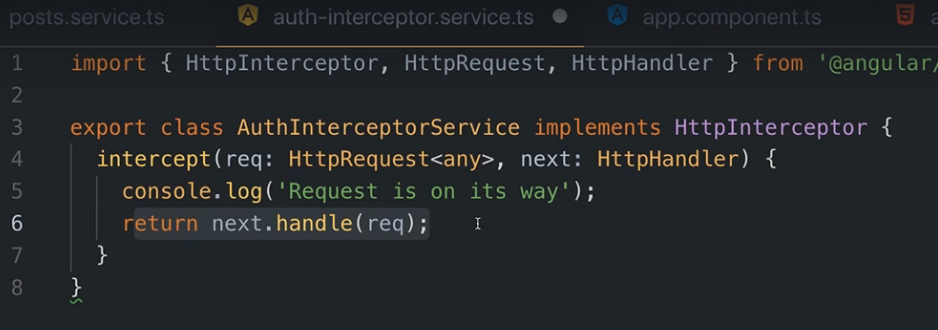 posts.service.ts auth-interceptor.service.ts app.component.ts
1 import { HttpInterceptor, HttpRequest, HttpHandler } from '@angular/
2
3 export class AuthInterceptorService implements HttpInterceptor {
4 intercept(req: HttpRequest<any>, next: HttpHandler) {
5 console.log('Request is on its way');
6 return next.handle(req);
7 }
8 }